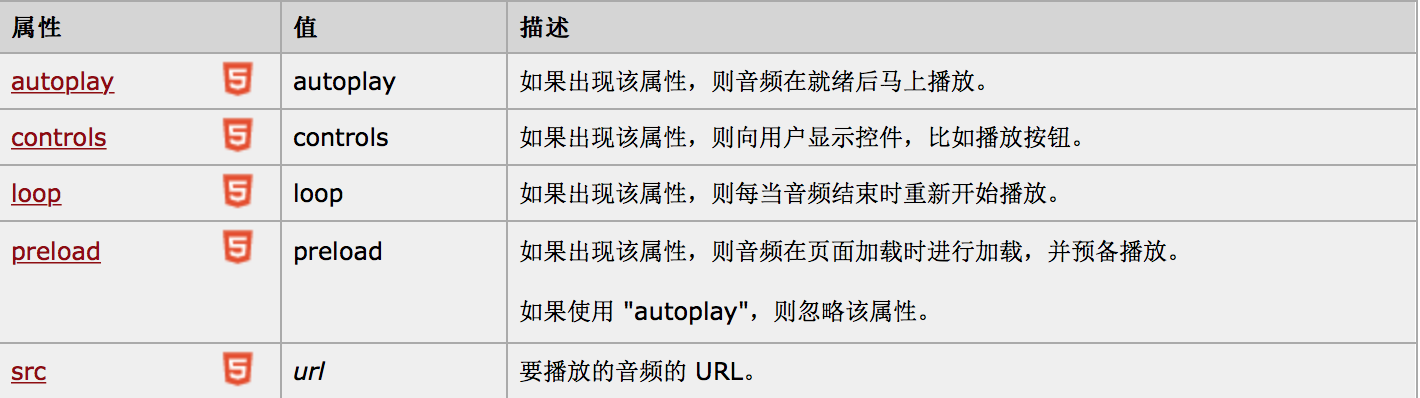 属性 值 描述
autoplay 5 autoplay 如果出现该属性，则音频在就绪后马上播放。
controls 5 controls 如果出现该属性，则向用户显示控件，比如播放按钮。
loop 5 loop 如果出现该属性，则每当音频结束时重新开始播放。
preload 5 preload 如果出现该属性，则音频在页面加载时进行加载，并预备播放。
如果使用 "autoplay"，则忽略该属性。
src 5 url 要播放的音频的 URL。